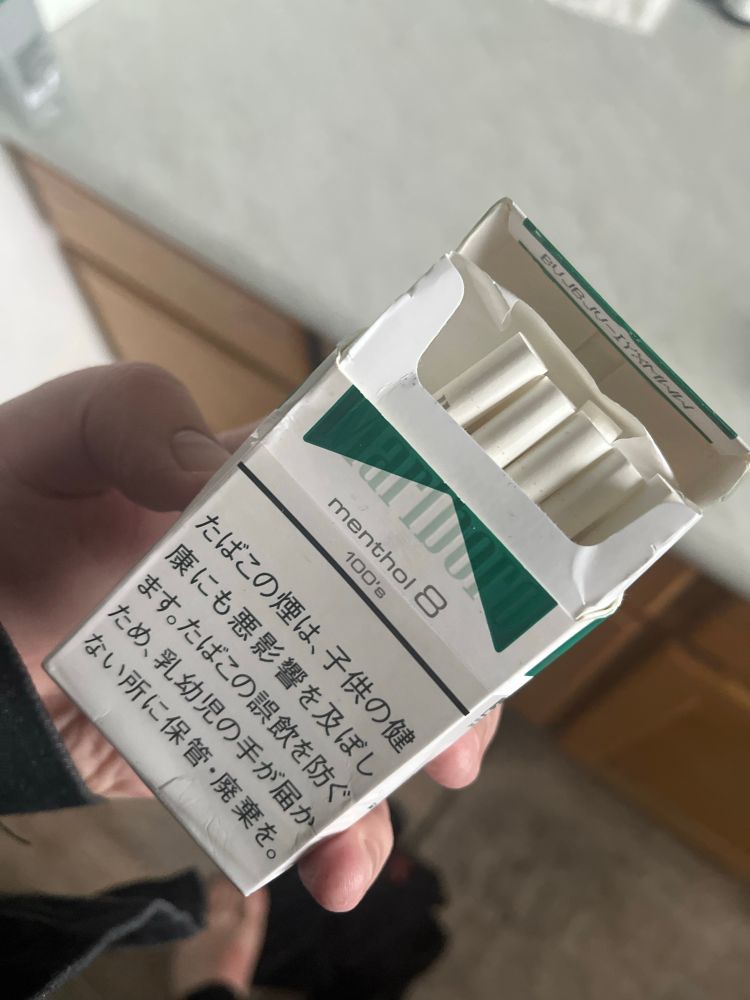 Marlboro
menthol 8
100's
たばこの煙は、子供の健
康にも悪影響を及ぼし
ます。たばこの誤飲を防ぐ
ため、乳幼児の手が届か
ない所に保管・廃棄を。